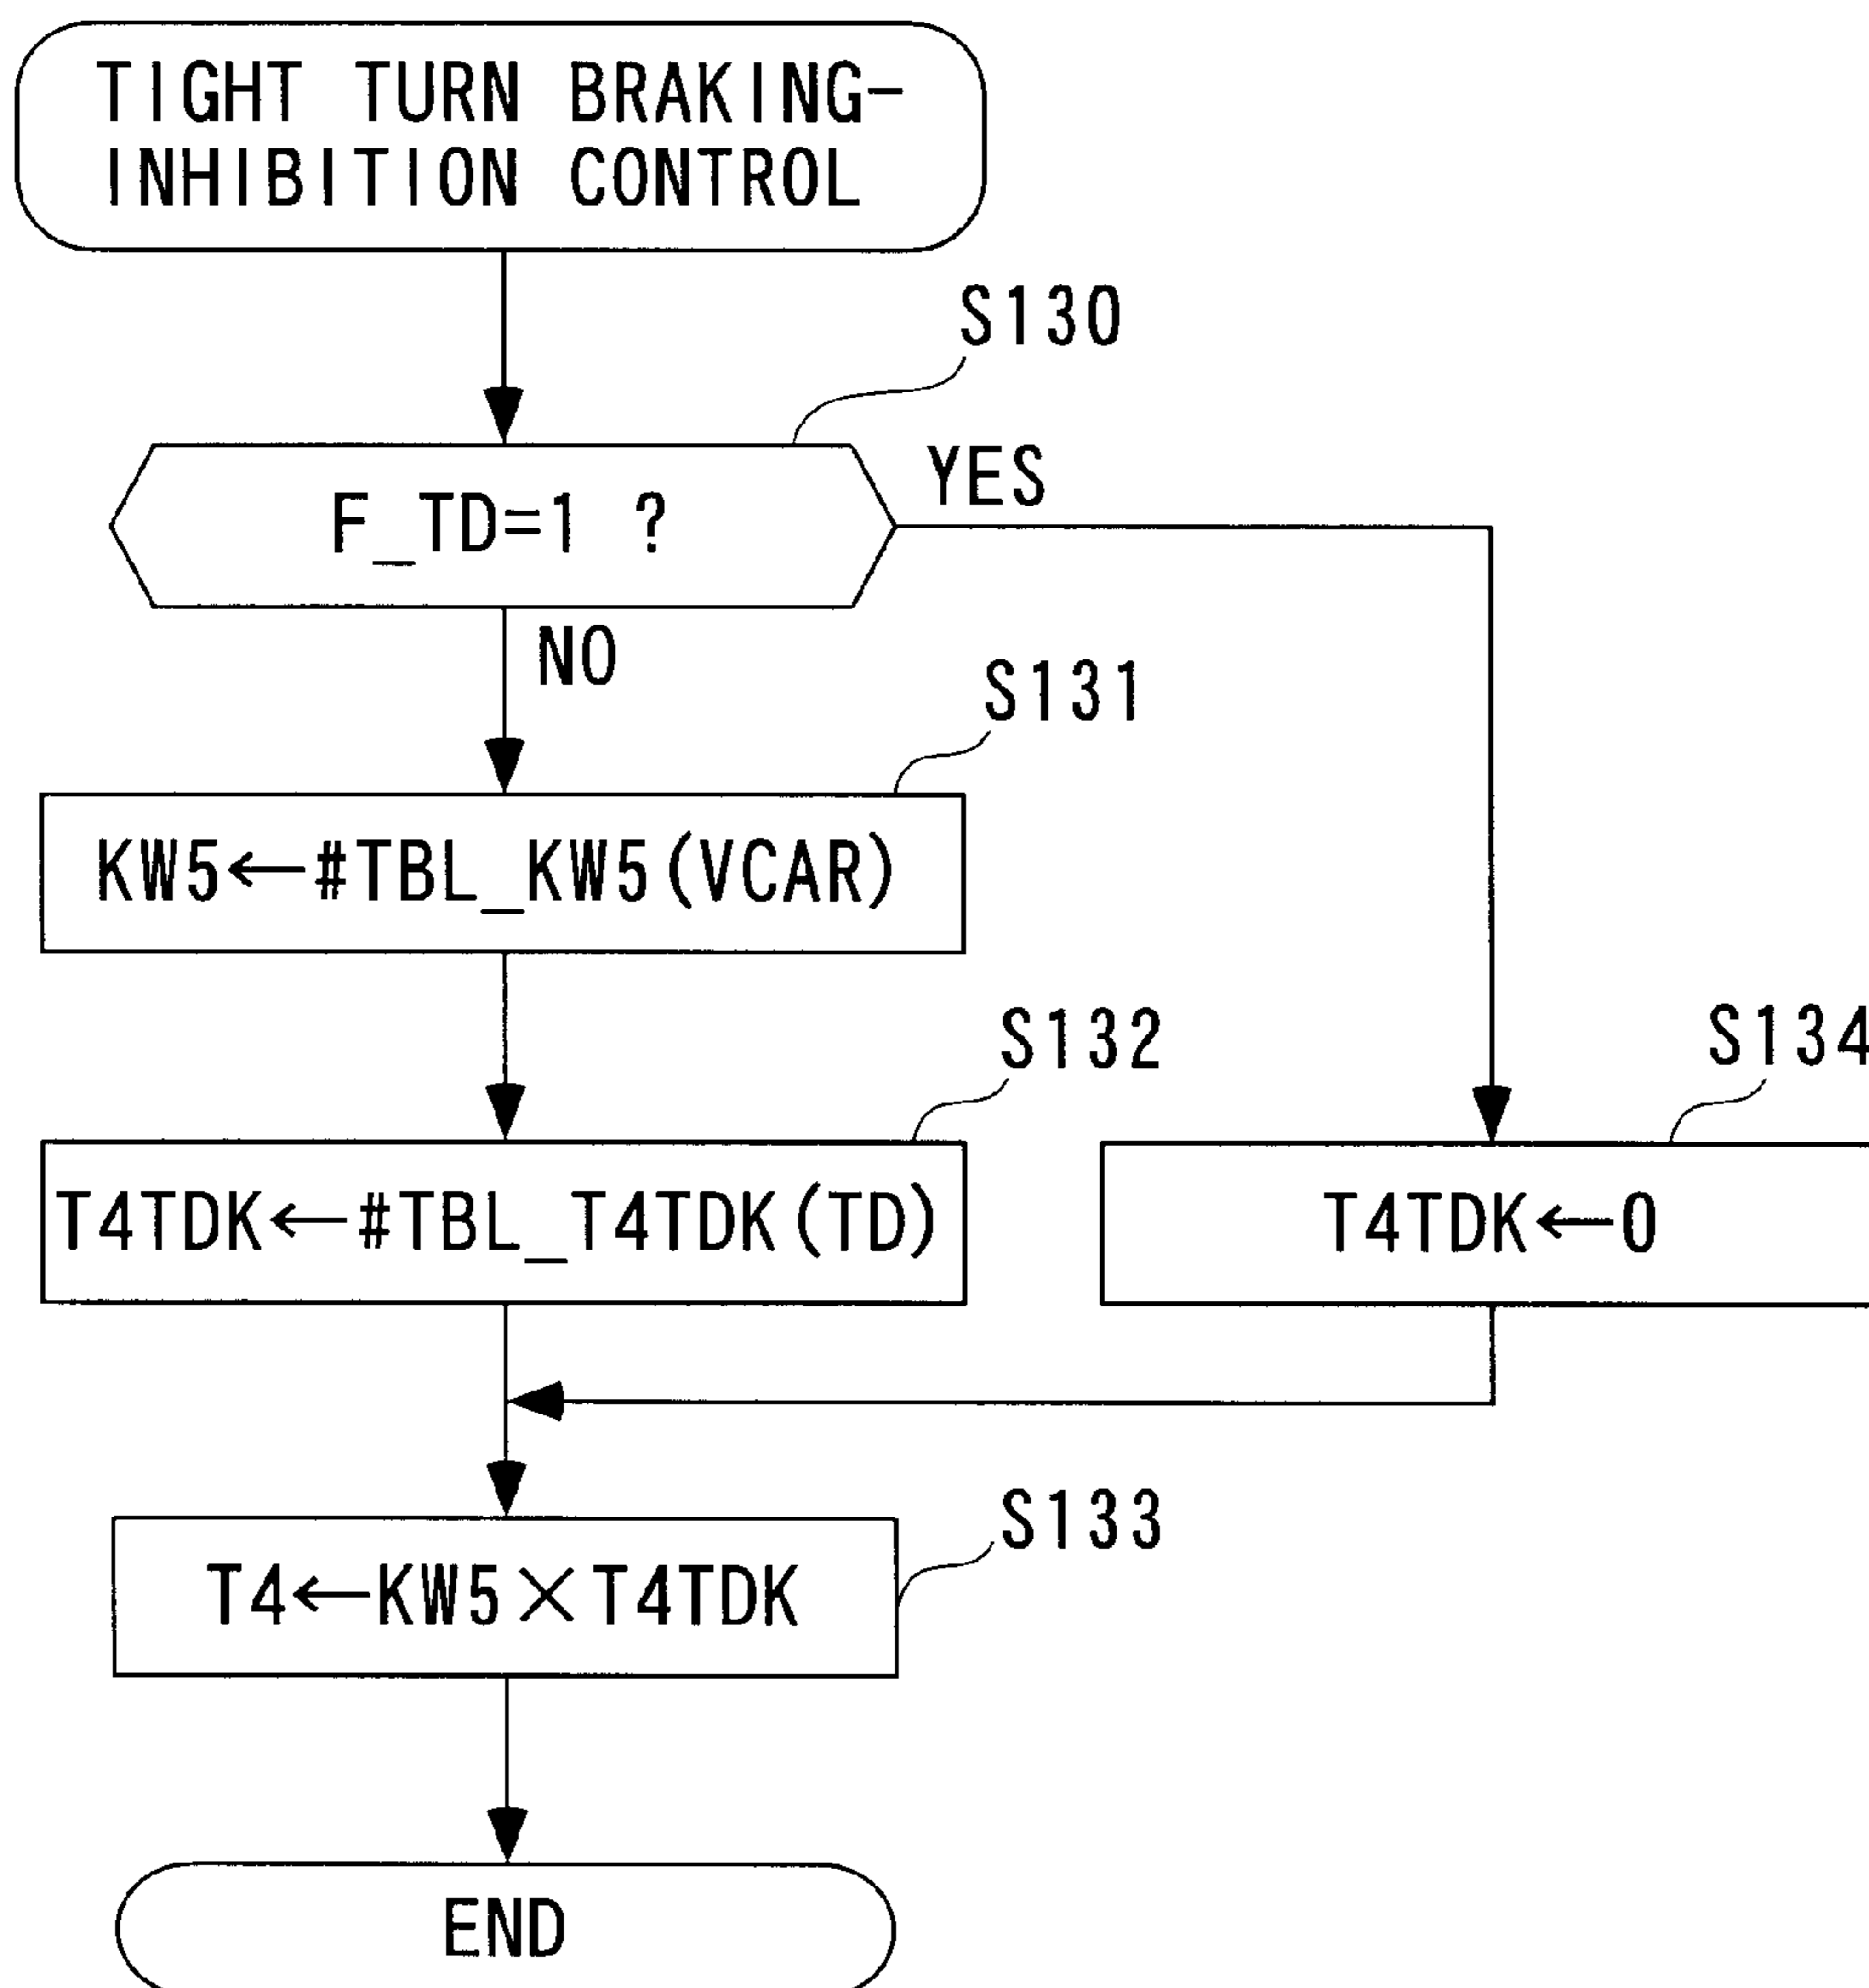 TIGHT TURN BRAKING-
INHIBITION CONTROL
S130
F_TD=1 ?
YES
NO
S131
KW5←#TBL_KW5(VCAR)
S132
T4TDK←#TBL_T4TDK(TD)
S134
T4TDK←0
S133
T4←KW5×T4TDK
END